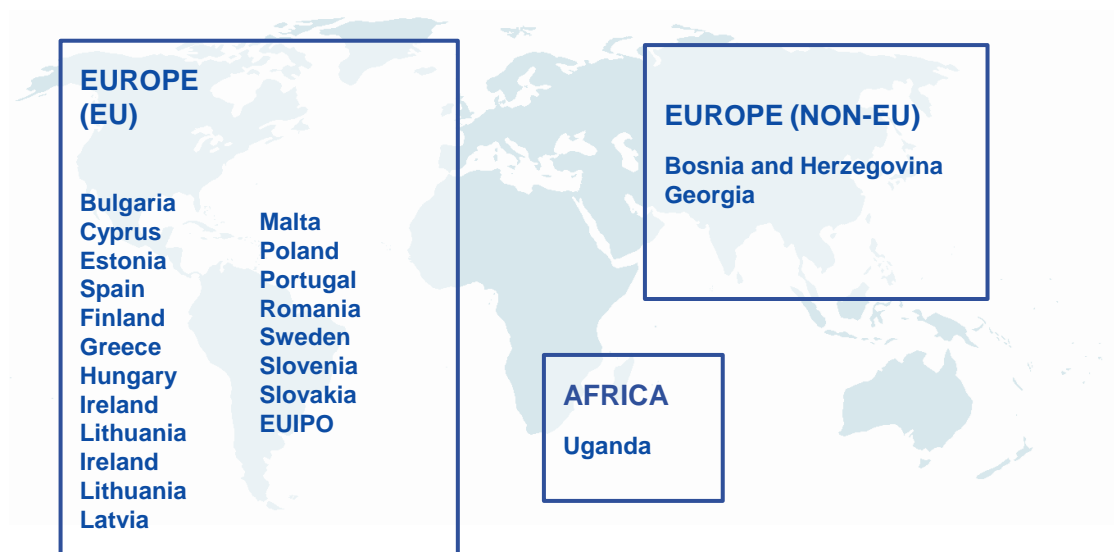 EUROPE
(EU)
Bulgaria
Cyprus
Estonia
Spain
Finland
Greece
Hungary
Ireland
Lithuania
Ireland
Lithuania
Latvia
Malta
Poland
Portugal
Romania
Sweden
Slovenia
Slovakia
EUIPO
EUROPE (NON-EU)
Bosnia and Herzegovina
Georgia
AFRICA
Uganda